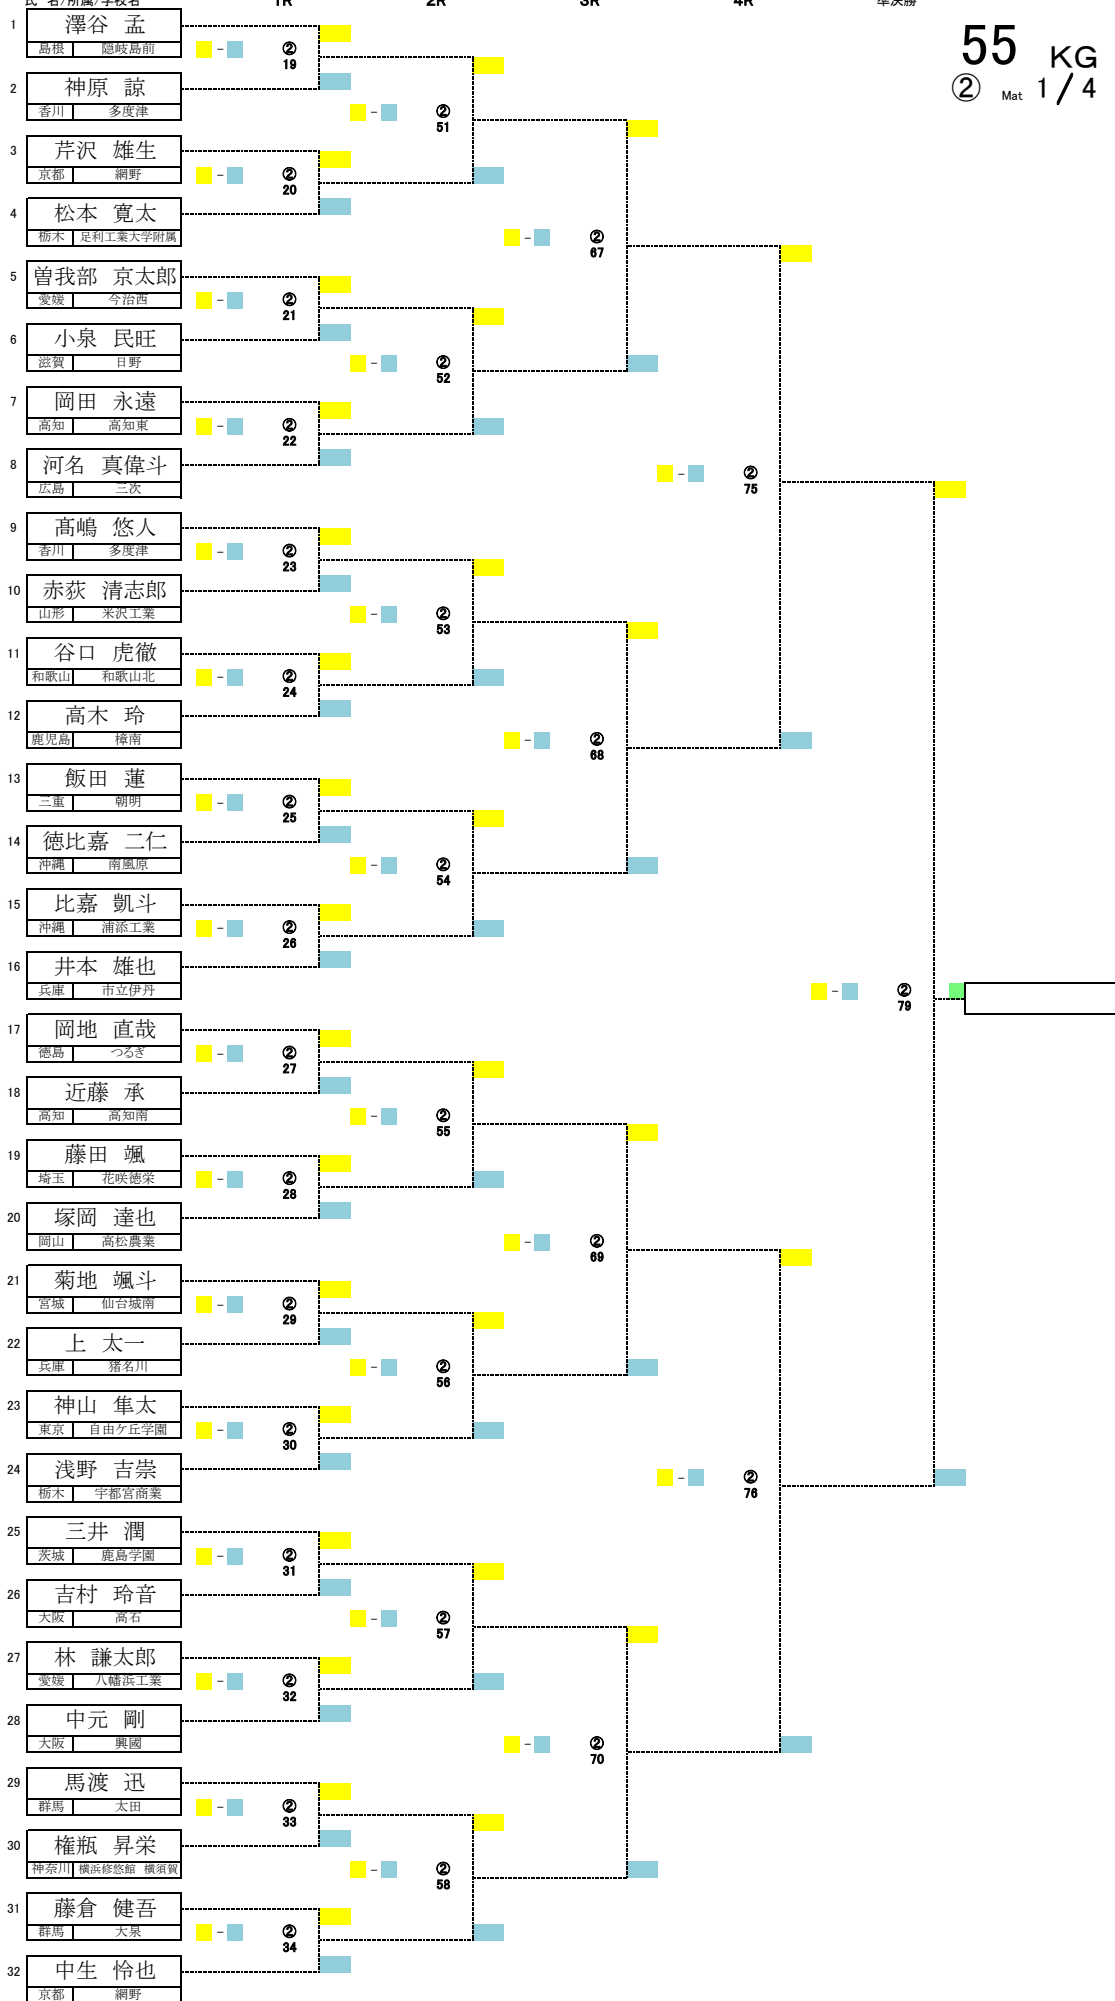 氏 名/所属/学校名 1R 2R 3R 4R 準決勝
55 KG
② Mat 1/4
1 澤谷 孟
島根 隠岐島前
- ② 19
2 神原 諒
香川 多度津
- ② 51
3 芹沢 雄生
京都 網野
- ② 20
4 松本 寛太
栃木 足利工業大学附属
- ② 67
5 曽我部 京太郎
愛媛 今治西
- ② 21
6 小泉 民旺
滋賀 日野
- ② 52
7 岡田 永遠
高知 高知東
- ② 22
8 河名 真偉斗
広島 三次
- ② 75
9 髙嶋 悠人
香川 多度津
- ② 23
10 赤荻 清志郎
山形 米沢工業
- ② 53
11 谷口 虎徹
和歌山 和歌山北
- ② 24
12 高木 玲
鹿児島 樟南
- ② 68
13 飯田 蓮
三重 朝明
- ② 25
14 徳比嘉 二仁
沖縄 南風原
- ② 54
15 比嘉 凱斗
沖縄 浦添工業
- ② 26
16 井本 雄也
兵庫 市立伊丹
- ② 79
17 岡地 直哉
徳島 つるぎ
- ② 27
18 近藤 承
高知 高知南
- ② 55
19 藤田 颯
埼玉 花咲徳栄
- ② 28
20 塚岡 達也
岡山 高松農業
- ② 69
21 菊地 颯斗
宮城 仙台城南
- ② 29
22 上 太一
兵庫 猪名川
- ② 56
23 神山 隼太
東京 自由ケ丘学園
- ② 30
24 浅野 吉崇
栃木 宇都宮商業
- ② 76
25 三井 潤
茨城 鹿島学園
- ② 31
26 吉村 玲音
大阪 高石
- ② 57
27 林 謙太郎
愛媛 八幡浜工業
- ② 32
28 中元 剛
大阪 興國
- ② 70
29 馬渡 迅
群馬 太田
- ② 33
30 権瓶 昇栄
神奈川 横浜修悠館 横須賀
- ② 58
31 藤倉 健吾
群馬 大泉
- ② 34
32 中生 怜也
京都 網野